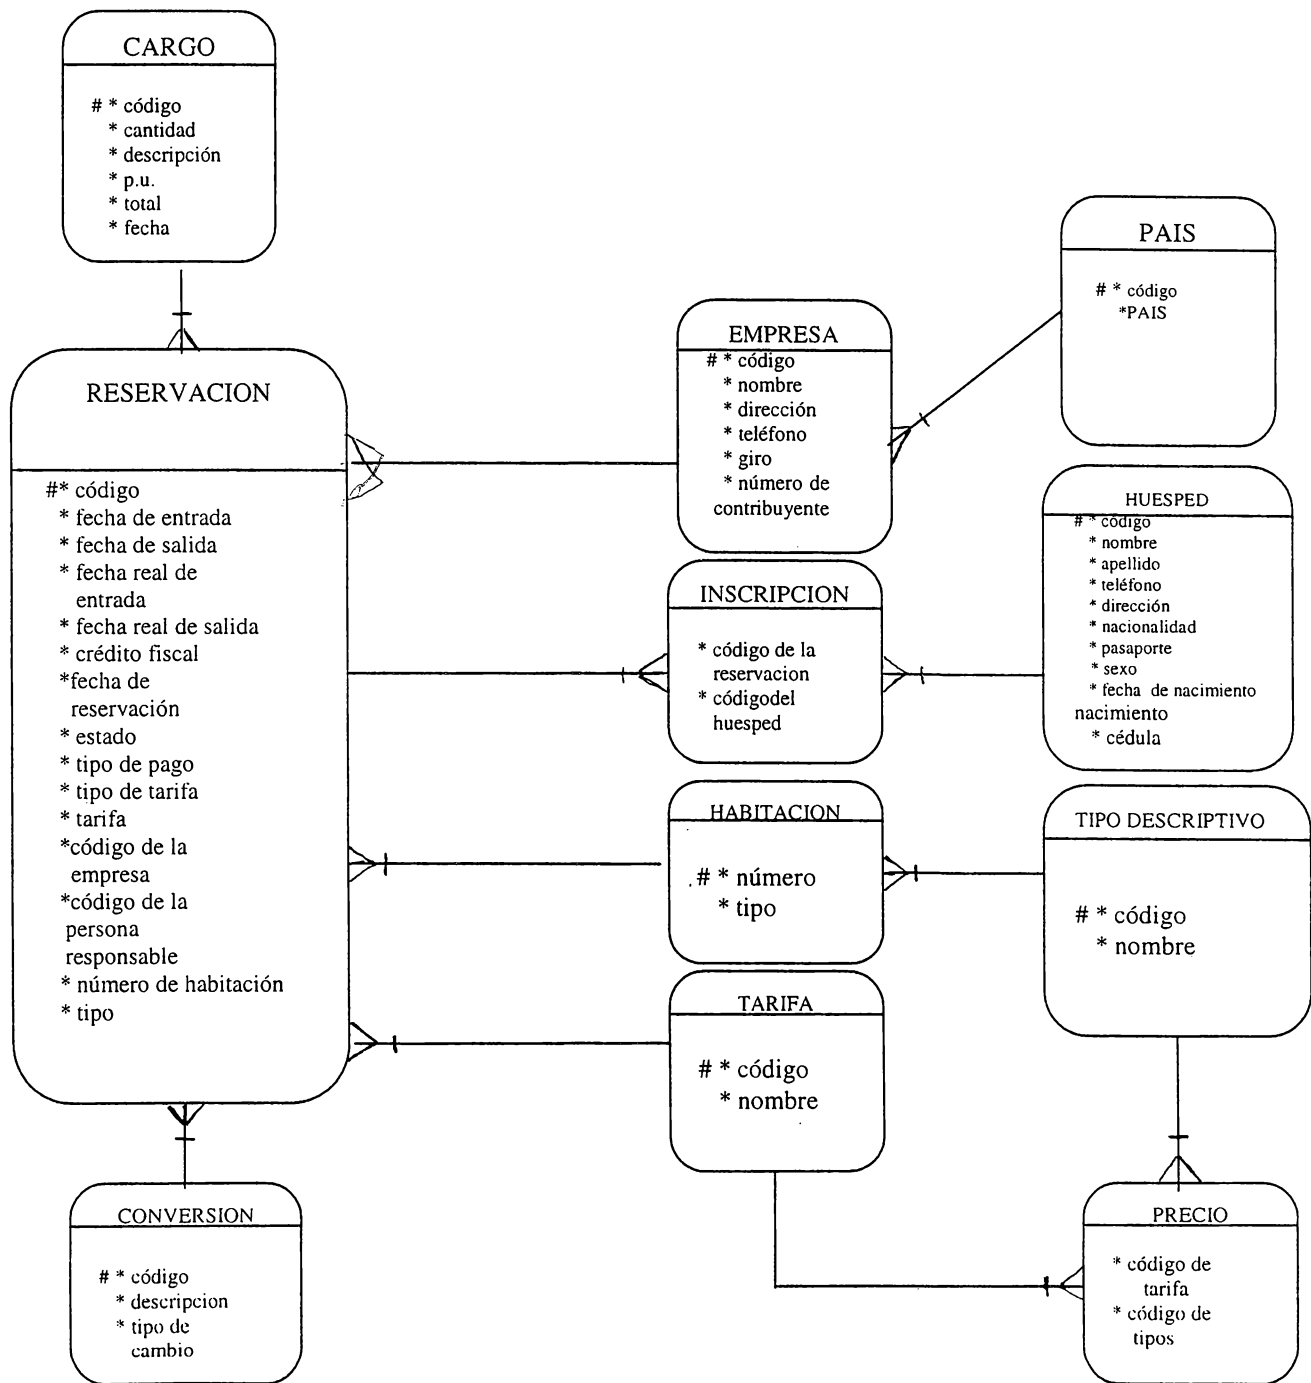 CARGO
# * código
* cantidad
* descripción
* p.u.
* total
* fecha
RESERVACION
#* código
* fecha de entrada
* fecha de salida
* fecha real de
entrada
* fecha real de salida
* crédito fiscal
*fecha de
reservación
* estado
* tipo de pago
* tipo de tarifa
* tarifa
*código de la
empresa
*código de la
persona
responsable
* número de habitación
* tipo
CONVERSION
# * código
* descripcion
* tipo de
cambio
EMPRESA
# * código
* nombre
* dirección
* teléfono
* giro
* número de
contribuyente
INSCRIPCION
* código de la
reservacion
* códigodel
huesped
HABITACION
# * número
* tipo
TARIFA
# * código
* nombre
PAIS
# * código
*PAIS
HUESPED
# * código
* nombre
* apellido
* teléfono
* dirección
* nacionalidad
* pasaporte
* sexo
* fecha de nacimiento
nacimiento
* cédula
TIPO DESCRIPTIVO
# * código
* nombre
PRECIO
* código de
tarifa
* código de
tipos